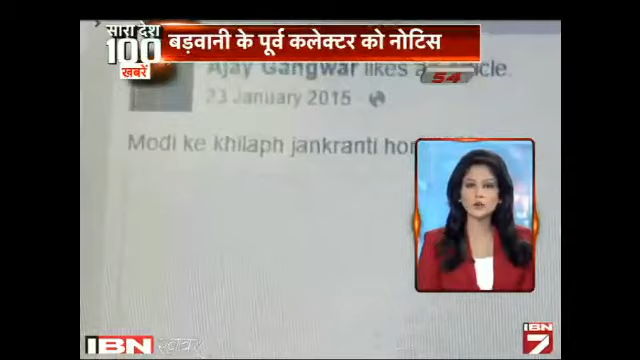 सारा देश
100
खबरें
बड़वानी के पूर्व कलेक्टर को नोटिस
54
Ajay Gangwar likes
23 January 2015
Modi ke khilaph jankranti
IBN खबर
IBN
7